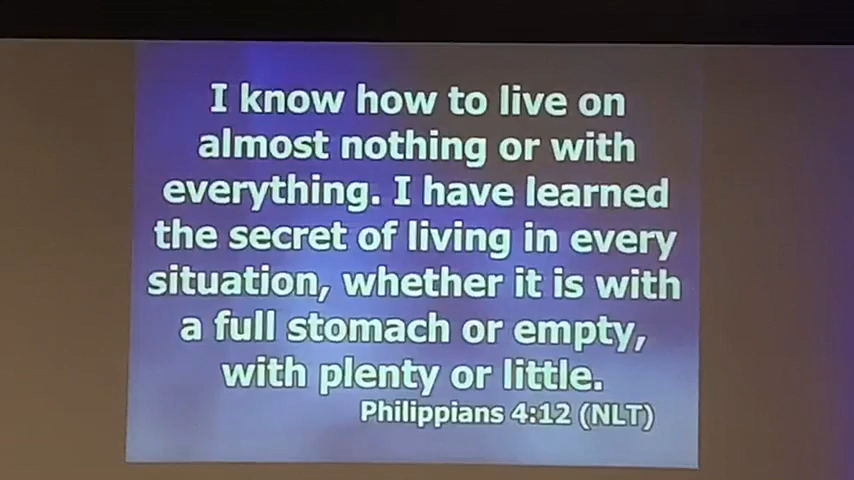 I know how to live on
almost nothing or with
everything. I have learned
the secret of living in every
situation, whether it is with
a full stomach or empty,
with plenty or little.
Philippians 4:12 (NLT)